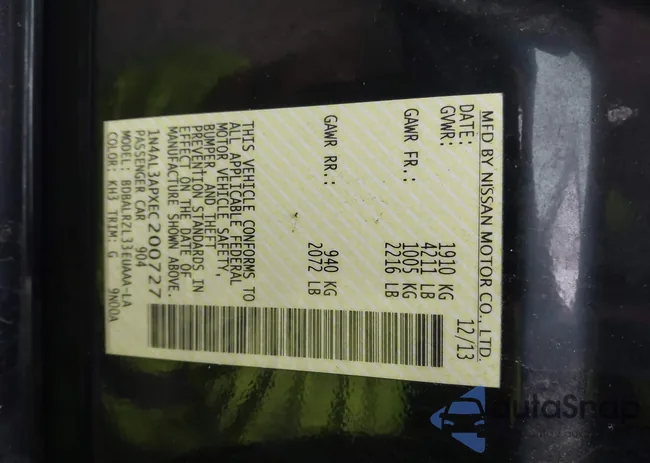 MFD BY NISSAN MOTOR CO., LTD.
DATE: 12/13
GVWR: 1910 KG
4211 LB
GAWR FR.: 1005 KG
2216 LB
GAWR RR.: 940 KG
2072 LB
THIS VEHICLE CONFORMS TO
ALL APPLICABLE FEDERAL
MOTOR VEHICLE SAFETY,
BUMPER AND THEFT
PREVENTION STANDARDS IN
EFFECT ON THE DATE OF
MANUFACTURE SHOWN ABOVE.
1N4AL3APXEC200727
PASSENGER CAR 904
MODEL: BDBALRZL33EUAAA-LA
COLOR: KH3 TRIM: G 9N00A
autoSnap